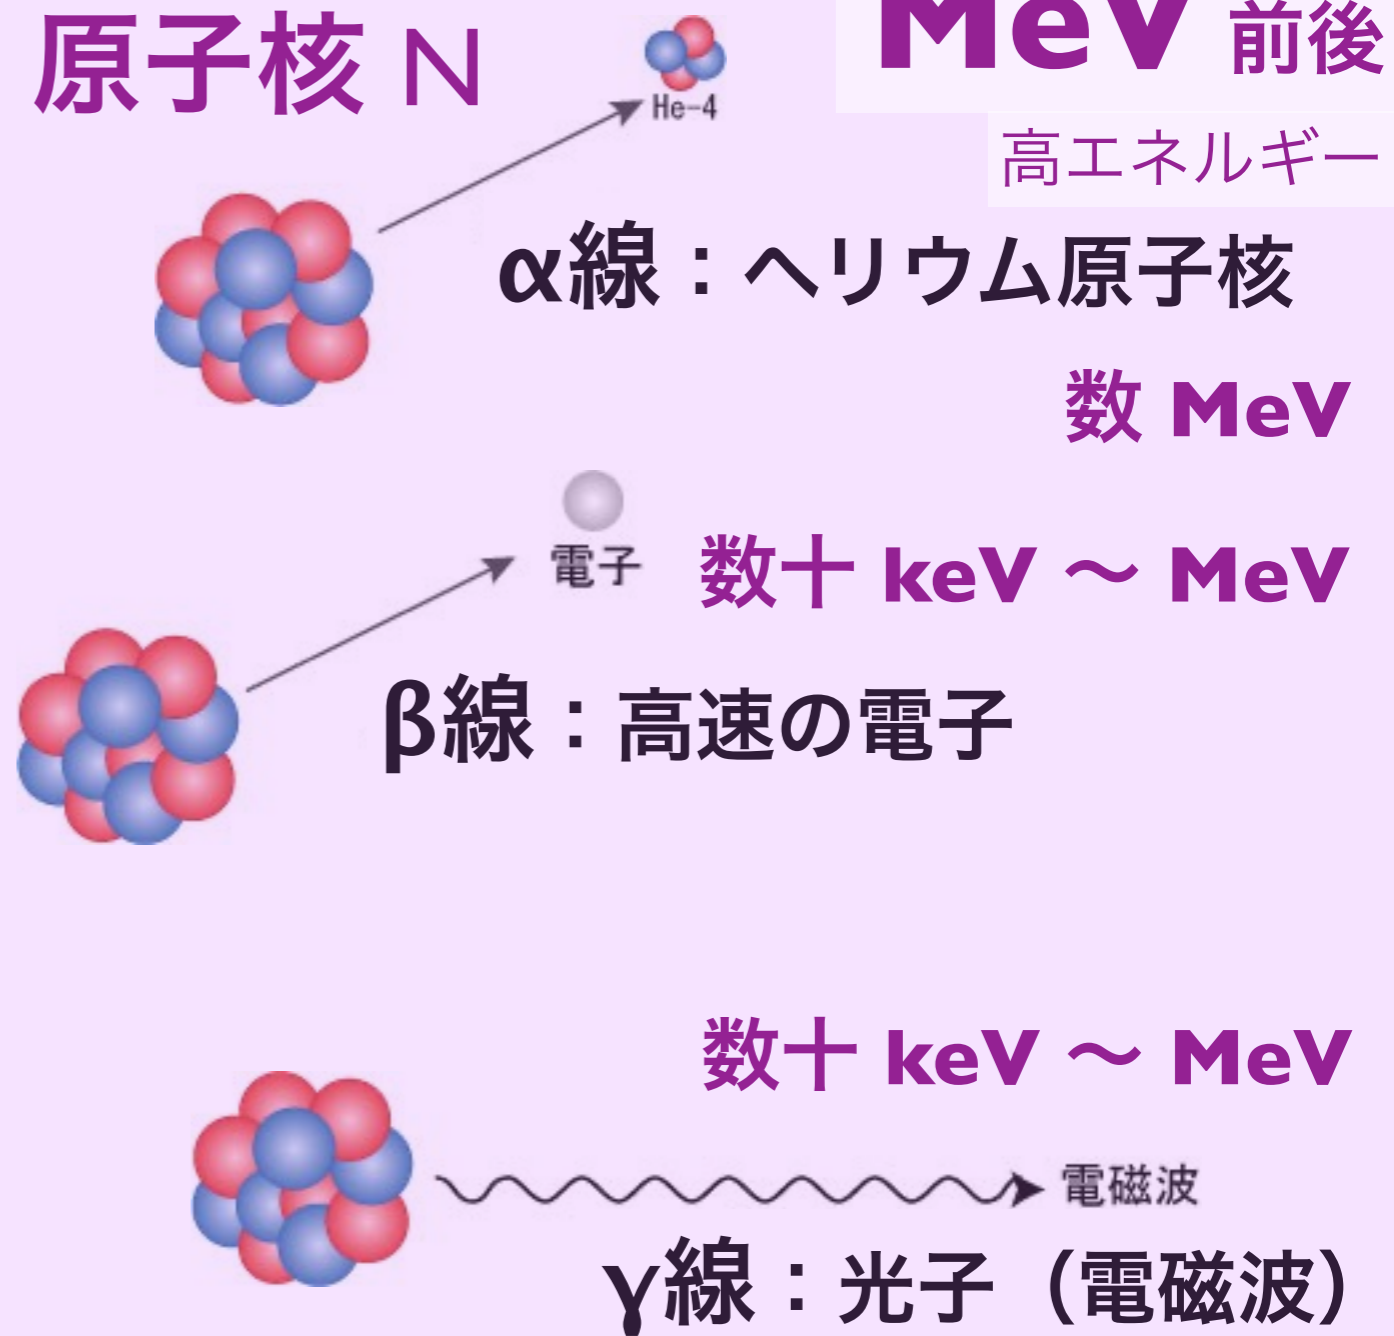 原子核 N
MeV 前後
He-4
高エネルギー
α線：ヘリウム原子核
数 MeV
電子
数十 keV ～ MeV
β線：高速の電子
数十 keV ～ MeV
電磁波
γ線：光子（電磁波）